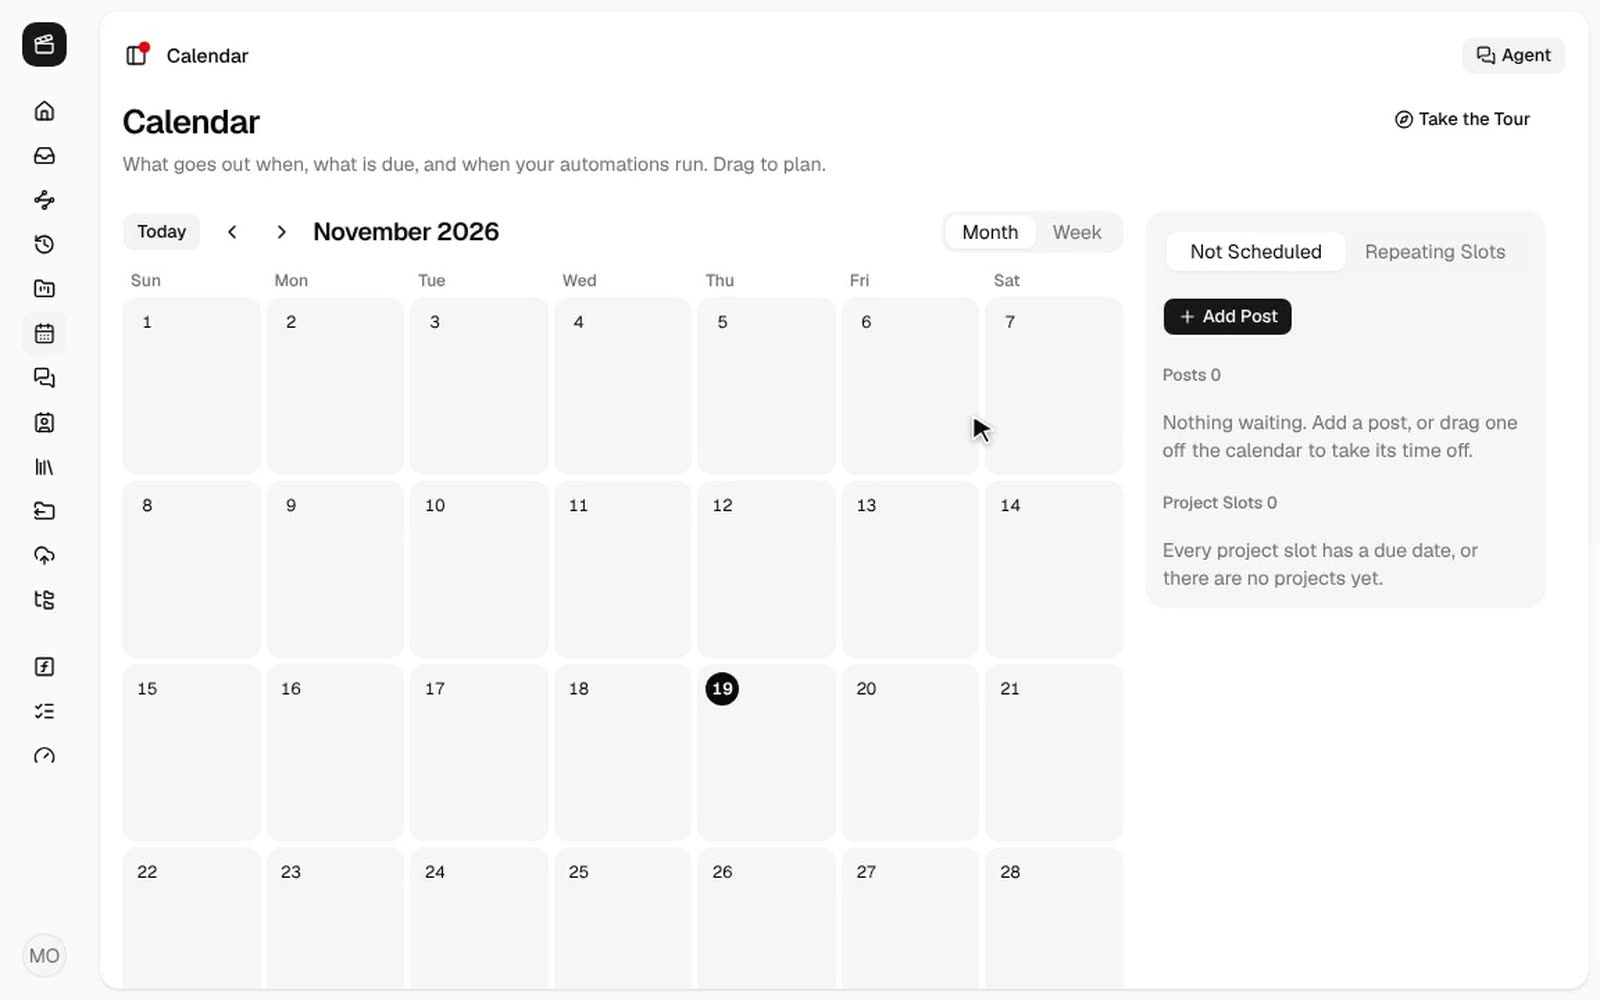 Calendar
Agent
Calendar
Take the Tour
What goes out when, what is due, and when your automations run. Drag to plan.
Today
November 2026
Month Week
Sun Mon Tue Wed Thu Fri Sat
1 2 3 4 5 6 7
8 9 10 11 12 13 14
15 16 17 18 19 20 21
22 23 24 25 26 27 28
Not Scheduled Repeating Slots
+ Add Post
Posts 0
Nothing waiting. Add a post, or drag one
off the calendar to take its time off.
Project Slots 0
Every project slot has a due date, or
there are no projects yet.
MO